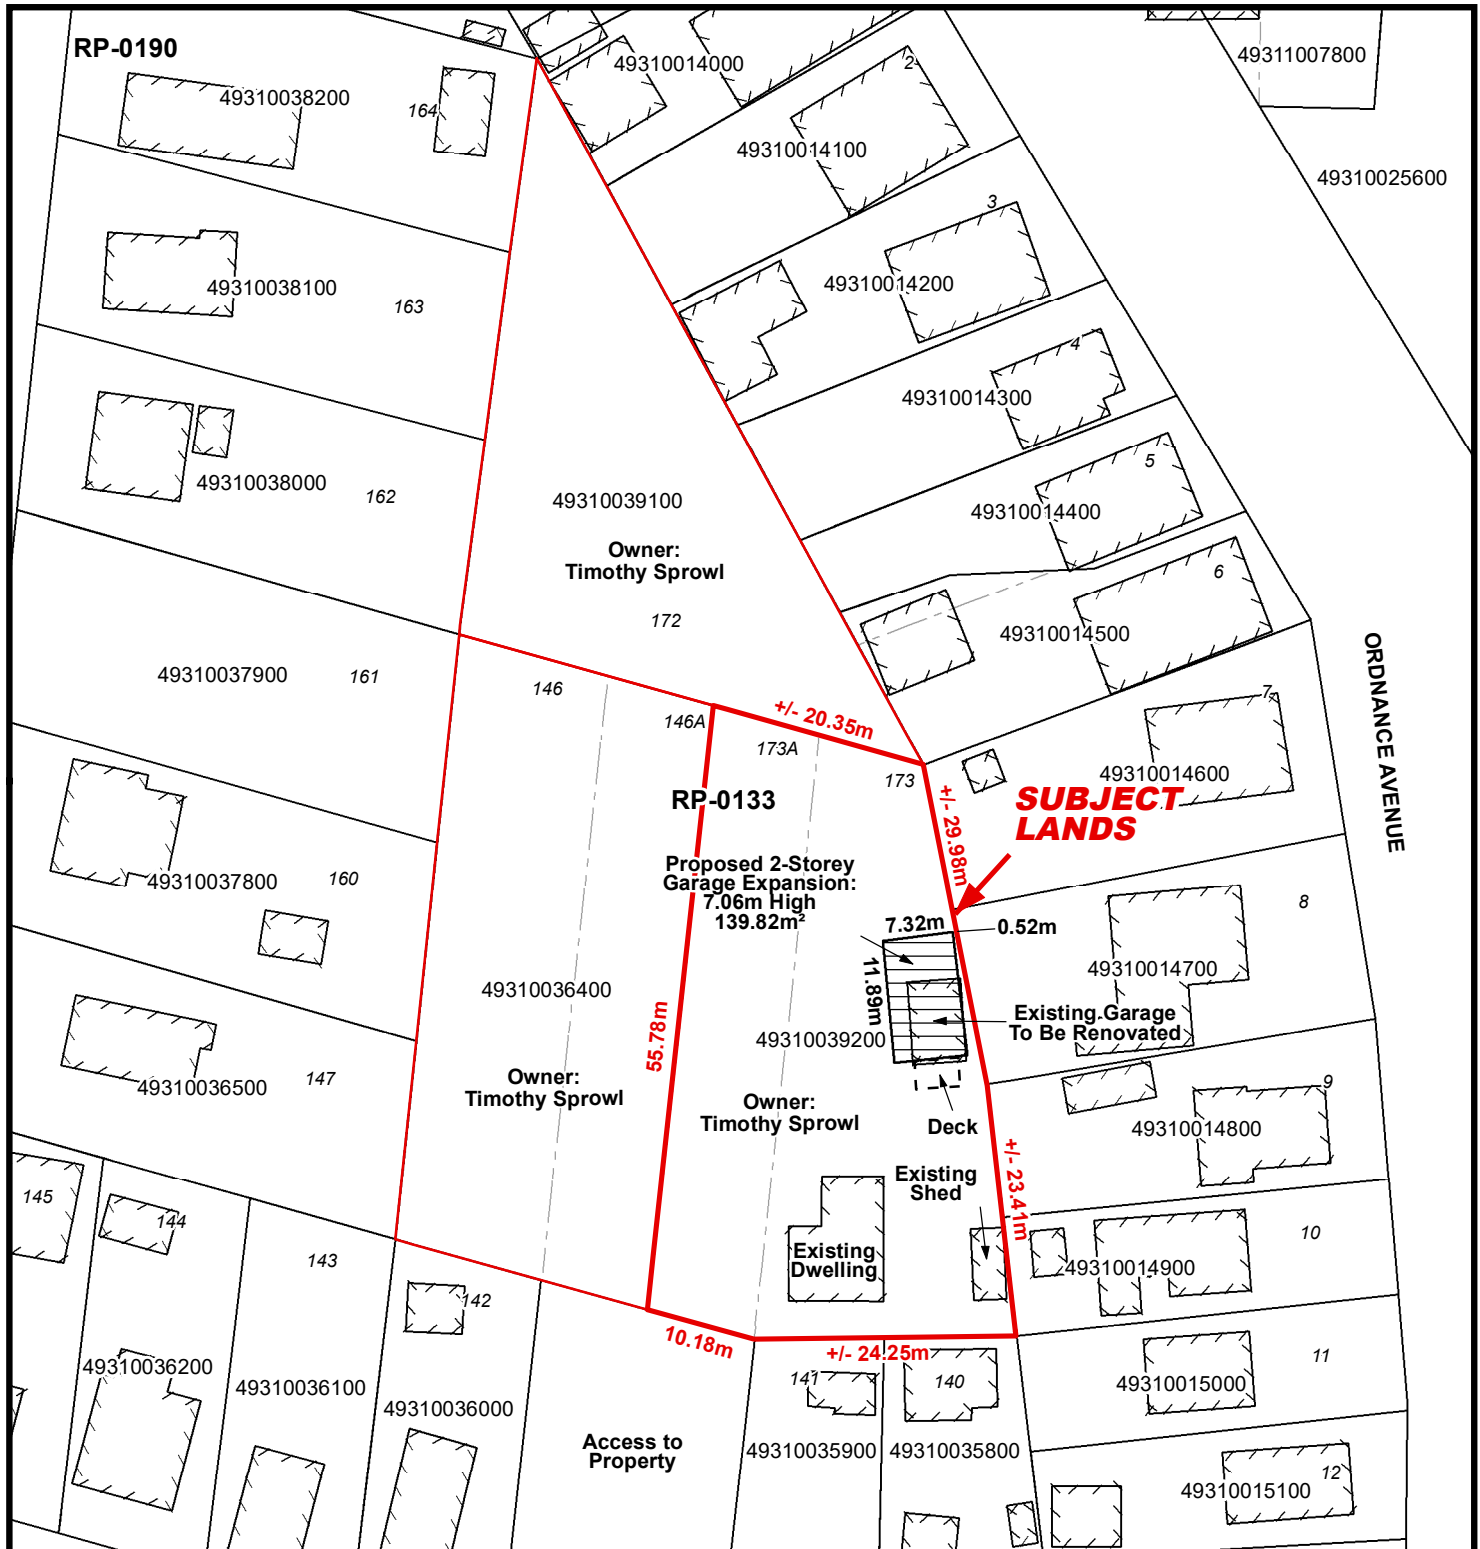 RP-0190
49310038200
164
49310014000
2
49311007800
49310014100
49310025600
3
49310038100
163
49310014200
4
49310014300
49310038000
162
49310039100
5
49310014400
Owner:
Timothy Sprowl
172
6
49310014500
ORDNANCE AVENUE
49310037900
161
146
146A
+/- 20.35m
173A
173
7
49310014600
RP-0133
+/- 29.98m
SUBJECT
LANDS
Proposed 2-Storey
Garage Expansion:
7.06m High
139.82m²
49310037800
160
8
7.32m
0.52m
11.89m
49310014700
49310036400
Existing Garage
To Be Renovated
49310039200
55.78m
49310036500
147
Owner:
Timothy Sprowl
Owner:
Timothy Sprowl
Deck
9
49310014800
+/- 23.41m
Existing
Shed
145
144
143
Existing
Dwelling
10
49310014900
142
10.18m
+/- 24.25m
49310036200
49310036100
49310036000
141
140
11
49310015000
Access to
Property
49310035900
49310035800
12
49310015100